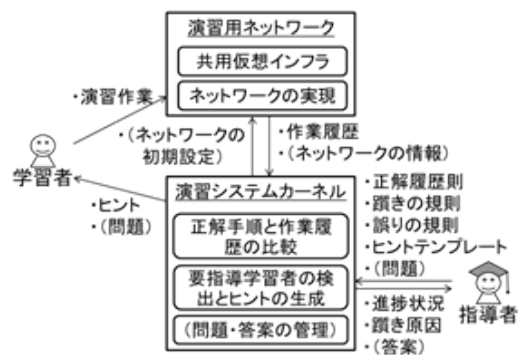 演習用ネットワーク
共用仮想インフラ
ネットワークの実現
・演習作業
・(ネットワークの
初期設定)
・作業履歴
・(ネットワークの情報)
学習者
・ヒント
・(問題)
演習システムカーネル
正解手順と作業履
歴の比較
要指導学習者の検
出とヒントの生成
(問題・答案の管理)
・正解履歴則
・躓きの規則
・誤りの規則
・ヒントテンプレート
・(問題)
・進捗状況
・躓き原因
・(答案)
指導者